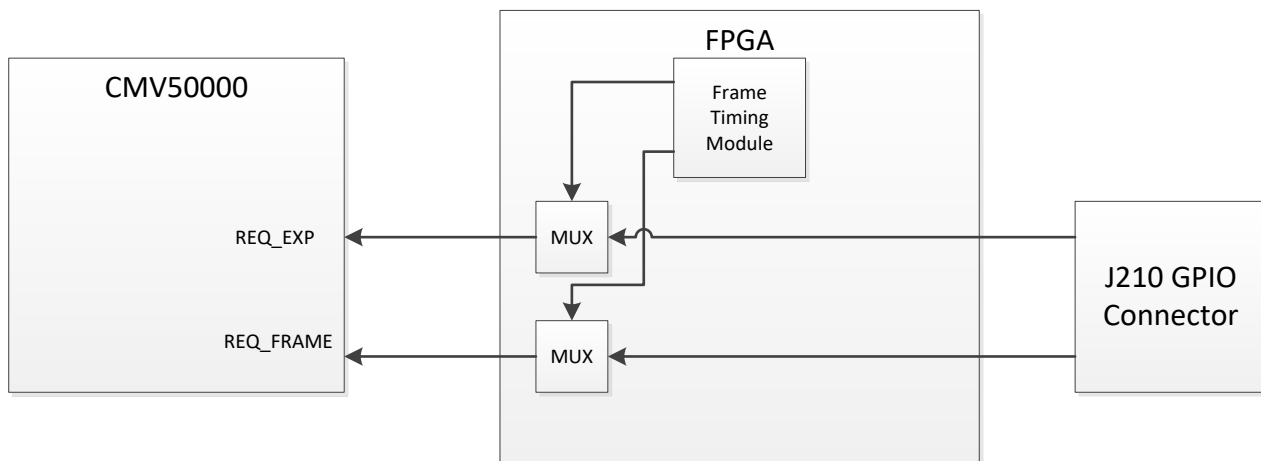 CMV50000
FPGA
Frame
Timing
Module
REQ_EXP
MUX
J210 GPIO
Connector
REQ_FRAME
MUX